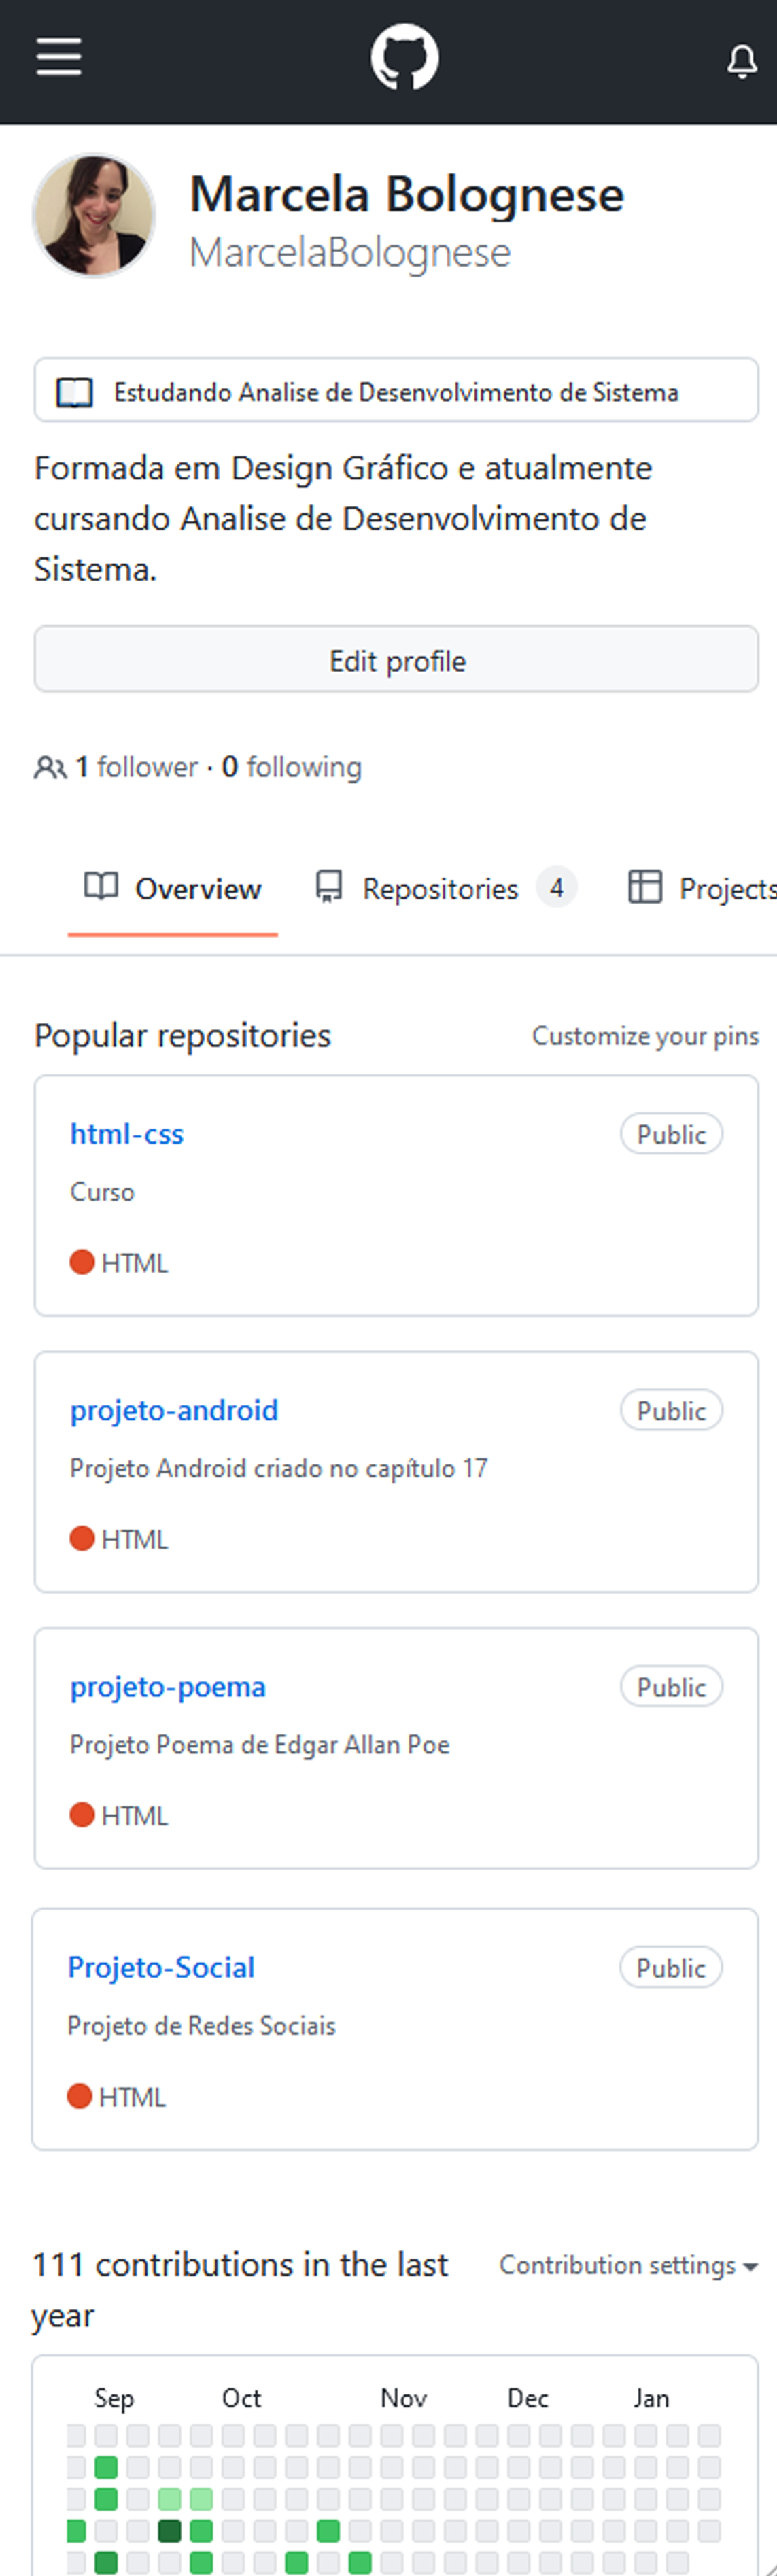 Marcela Bolognese
MarcelaBolognese
Estudando Analise de Desenvolvimento de Sistema
Formada em Design Gráfico e atualmente
cursando Analise de Desenvolvimento de
Sistema.
Edit profile
1 follower · 0 following
Overview Repositories 4 Projects
Popular repositories Customize your pins
html-css Public
Curso
HTML
projeto-android Public
Projeto Android criado no capítulo 17
HTML
projeto-poema Public
Projeto Poema de Edgar Allan Poe
HTML
Projeto-Social Public
Projeto de Redes Sociais
HTML
111 contributions in the last Contribution settings
year
Sep Oct Nov Dec Jan